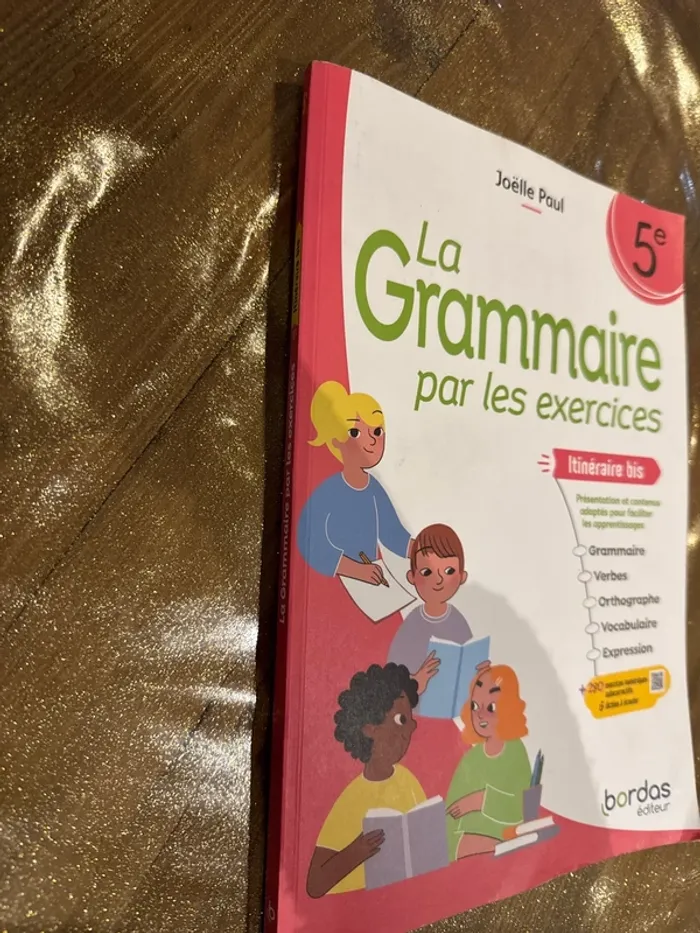 Joëlle Paul
5e
La
Grammaire
par les exercices
Itinéraire bis
Présentation et contenus
adaptés pour faciliter
les apprentissages
Grammaire
Verbes
Orthographe
Vocabulaire
Expression
bordas
éditeur
La Grammaire par les exercices